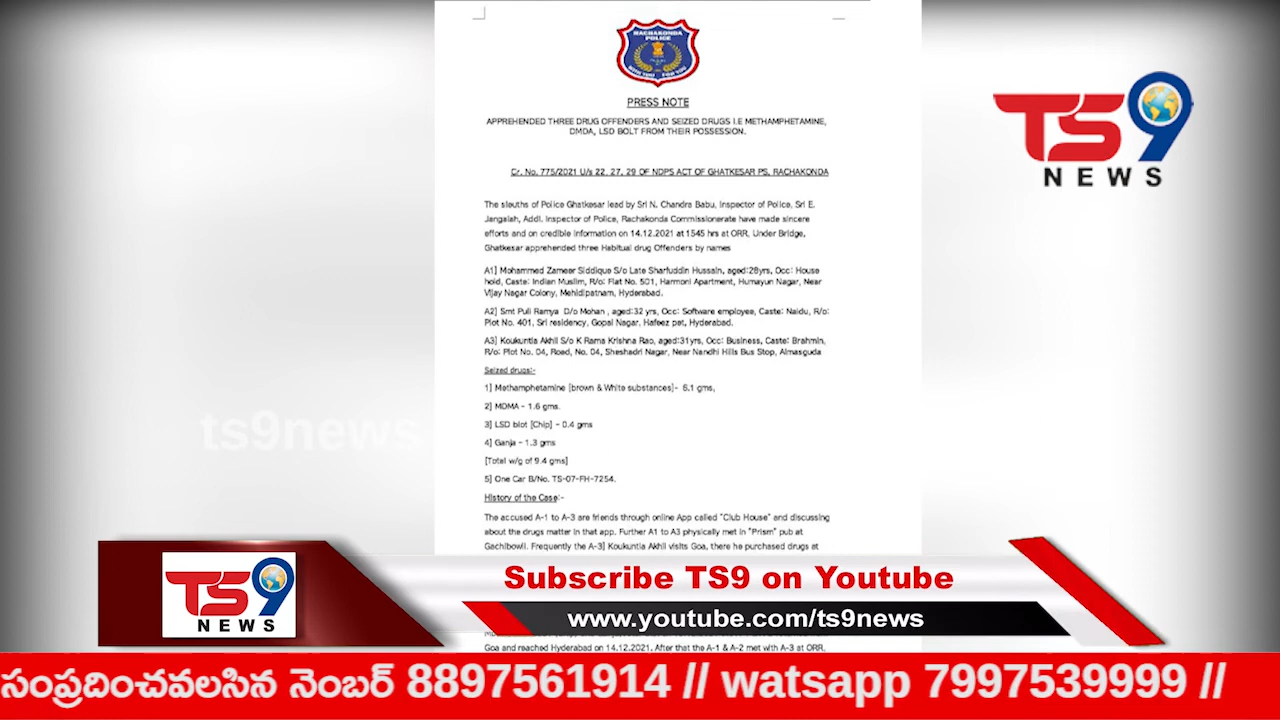 RACHAKONDA
POLICE
PRESS NOTE
APPREHENDED THREE DRUG OFFENDERS AND SEIZED DRUGS I.E METHAMPHETAMINE,
DMDA, LSD BOLT FROM THEIR POSSESSION.
Cr. No. 775/2021 U/s 22, 27, 29 OF NDPS ACT OF GHATKESAR PS, RACHAKONDA
The sleuths of Police Ghatkesar lead by Sri N. Chandra Babu, Inspector of Police, Sri E.
Jangaiah, Addl. Inspector of Police, Rachakonda Commissionerate have made sincere
efforts and on credible information on 14.12.2021 at 1545 hrs at ORR, Under Bridge,
Ghatkesar apprehended three Habitual drug Offenders by names
A1] Mohammed Zameer Siddique S/o Late Sharfuddin Hussain, aged:28yrs, Occ: House
hold, Caste: Indian Muslim, R/o: Flat No. 501, Harmoni Apartment, Humayun Nagar, Near
Vijay Nagar Colony, Mehidipatnam, Hyderabad.
A2] Smt Puli Ramya D/o Mohan , aged:32 yrs, Occ: Software employee, Caste: Naidu, R/o:
Plot No. 401, Sri residency, Gopal Nagar, Hafeez pet, Hyderabad.
A3] Koukuntla Akhil S/o K Rama Krishna Rao, aged:31yrs, Occ: Business, Caste: Brahmin,
R/o: Plot No. 04, Road, No. 04, Sheshadri Nagar, Near Nandhi Hills Bus Stop, Almasguda
Seized drugs:-
1] Methamphetamine [brown & White substances]- 6.1 gms,
2] MDMA - 1.6 gms.
3] LSD blot [Chip] - 0.4 gms
4] Ganja - 1.3 gms
[Total w/g of 9.4 gms]
5] One Car B/No. TS-07-FH-7254.
History of the Case:-
The accused A-1 to A-3 are friends through online App called "Club House" and discussing
about the drugs matter in that app. Further A1 to A3 physically met in "Prism" pub at
Gachibowli. Frequently the A-3] Koukuntla Akhil visits Goa, there he purchased drugs at
Goa and reached Hyderabad on 14.12.2021. After that the A-1 & A-2 met with A-3 at ORR,
TS9
NEWS
ts9news
TS9
NEWS
Subscribe TS9 on Youtube
www.youtube.com/ts9news
సంప్రదించవలసిన నెంబర్ 8897561914 // watsapp 7997539999 //